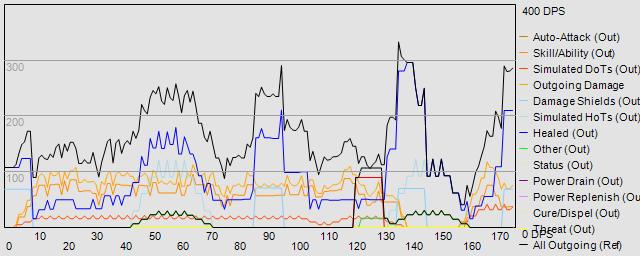 400 DPS
Auto-Attack (Out)
Skill/Ability (Out)
300
Simulated DoTs (Out)
Outgoing Damage
Damage Shields (Out)
200
Simulated HoTs (Out)
Healed (Out)
Other (Out)
Status (Out)
100
Power Drain (Out)
Power Replenish (Ou
Cure/Dispel (Out)
Threat (Out)
0 DPS
All Outgoing (Ref)
0 10 20 30 40 50 60 70 80 90 100 110 120 130 140 150 160 170